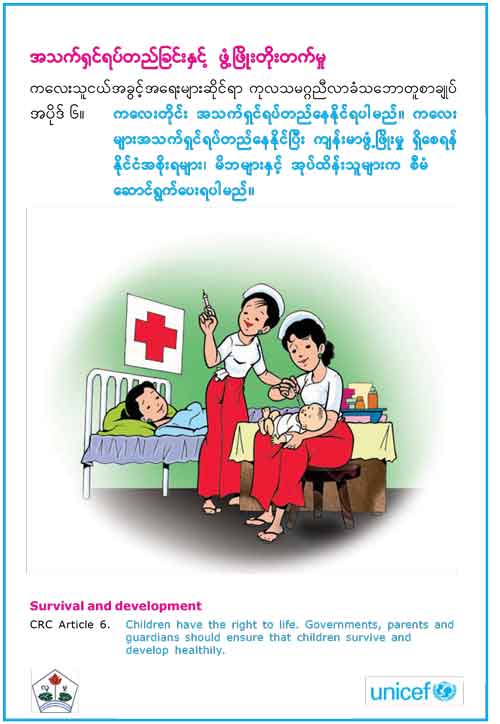 အသက်ရှင်ရပ်တည်ခြင်းနှင့် ဖွံ့ဖြိုးတိုးတက်မှု
ကလေးသူငယ်အခွင့်အရေးများဆိုင်ရာ ကုလသမဂ္ဂညီလာခံသဘောတူစာချုပ်
အပိုဒ် ၆။ ကလေးတိုင်း အသက်ရှင်ရပ်တည်နေနိုင်ရပါမည်။ ကလေး
များအသက်ရှင်ရပ်တည်နေနိုင်ပြီး ကျန်းမာဖွံ့ဖြိုးမှု ရှိစေရန်
နိုင်ငံအစိုးရများ၊ မိဘများနှင့် အုပ်ထိန်းသူများက စီမံ
ဆောင်ရွက်ပေးရပါမည်။
Survival and development
CRC Article 6. Children have the right to life. Governments, parents and
guardians should ensure that children survive and
develop healthily.
unicef